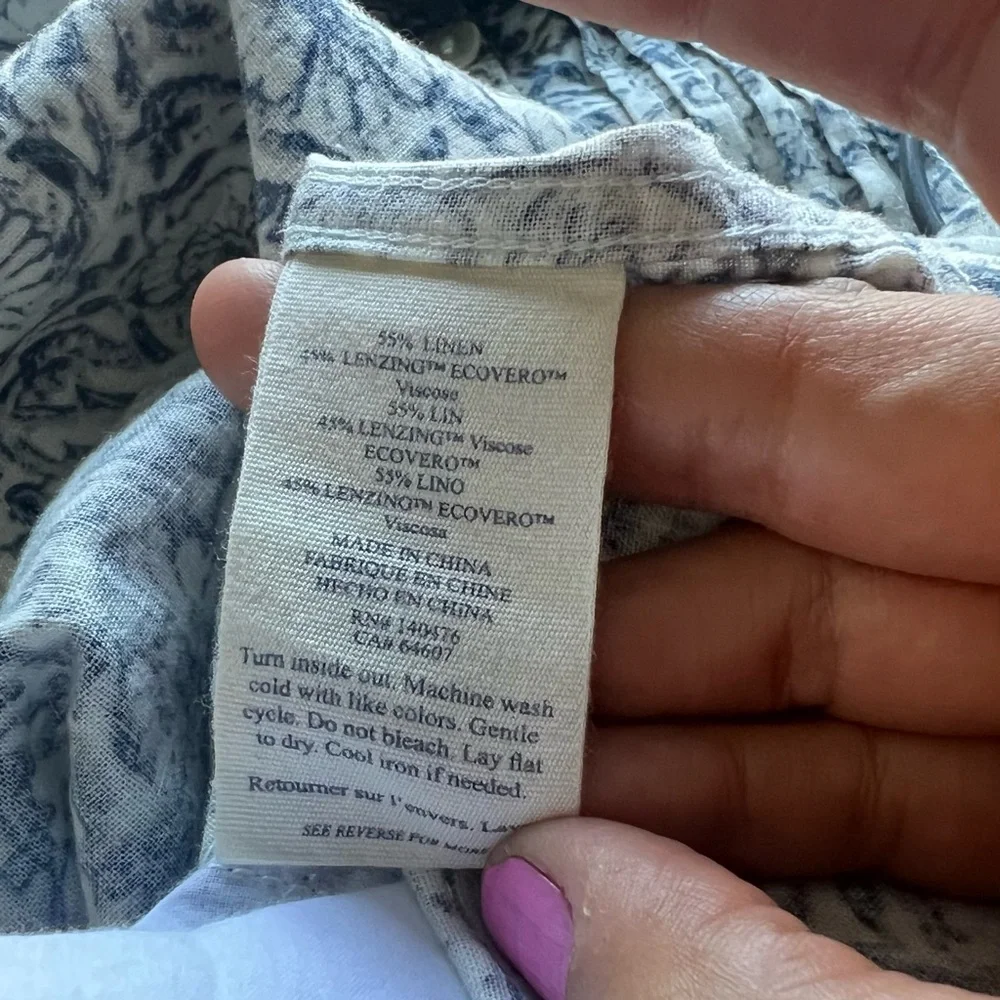 55% LINEN
45% LENZING™ ECOVERO™
Viscose
55% LIN
45% LENZING™ Viscose
ECOVERO™
55% LINO
45% LENZING™ ECOVERO™
Viscosa
MADE IN CHINA
FABRIQUE EN CHINE
HECHO EN CHINA
RN# 140476
CA# 64607
Turn inside out. Machine wash
cold with like colors. Gentle
cycle. Do not bleach. Lay flat
to dry. Cool iron if needed.
Retourner sur l'envers. La
SEE REVERSE FOR MORE